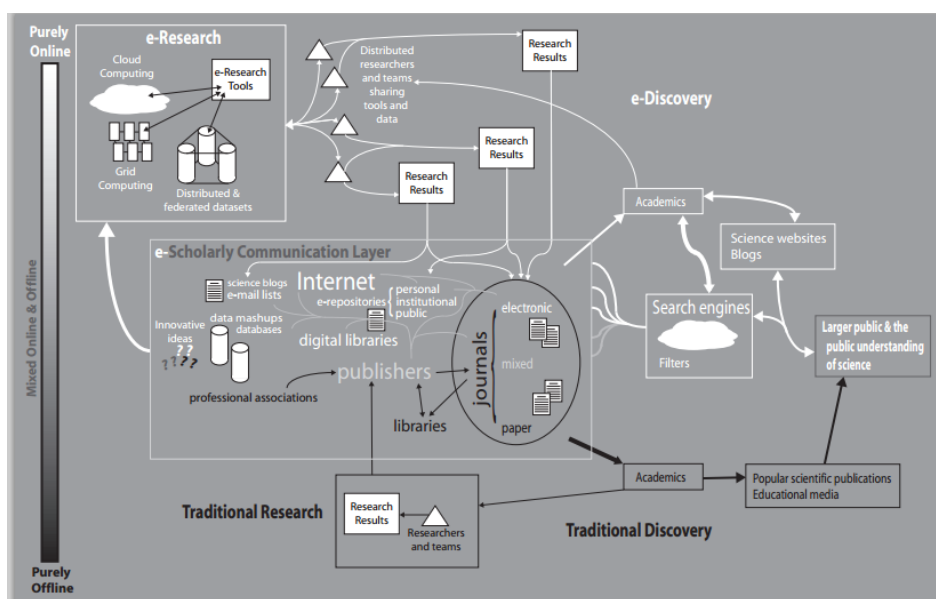 Purely
Online
e-Research
Cloud
Computing
e-Research
Tools
Grid
Computing
Distributed &
federated datasets
Distributed
researchers
and teams
sharing
tools and
data
Research
Results
Research
Results
Research
Results
e-Discovery
Academics
Science websites
Blogs
Search engines
Filters
Larger public & the
public understanding
of science
Mixed Online & Offline
e-Scholarly Communication Layer
science blogs
e-mail lists
Internet
e-repositories
personal
institutional
public
Innovative
ideas
? ?
? ? ? ?
data mashups
databases
digital libraries
publishers
professional associations
libraries
journals
electronic
mixed
paper
Traditional Research
Research
Results
Researchers
and teams
Academics
Traditional Discovery
Popular scientific publications
Educational media
Purely
Offline